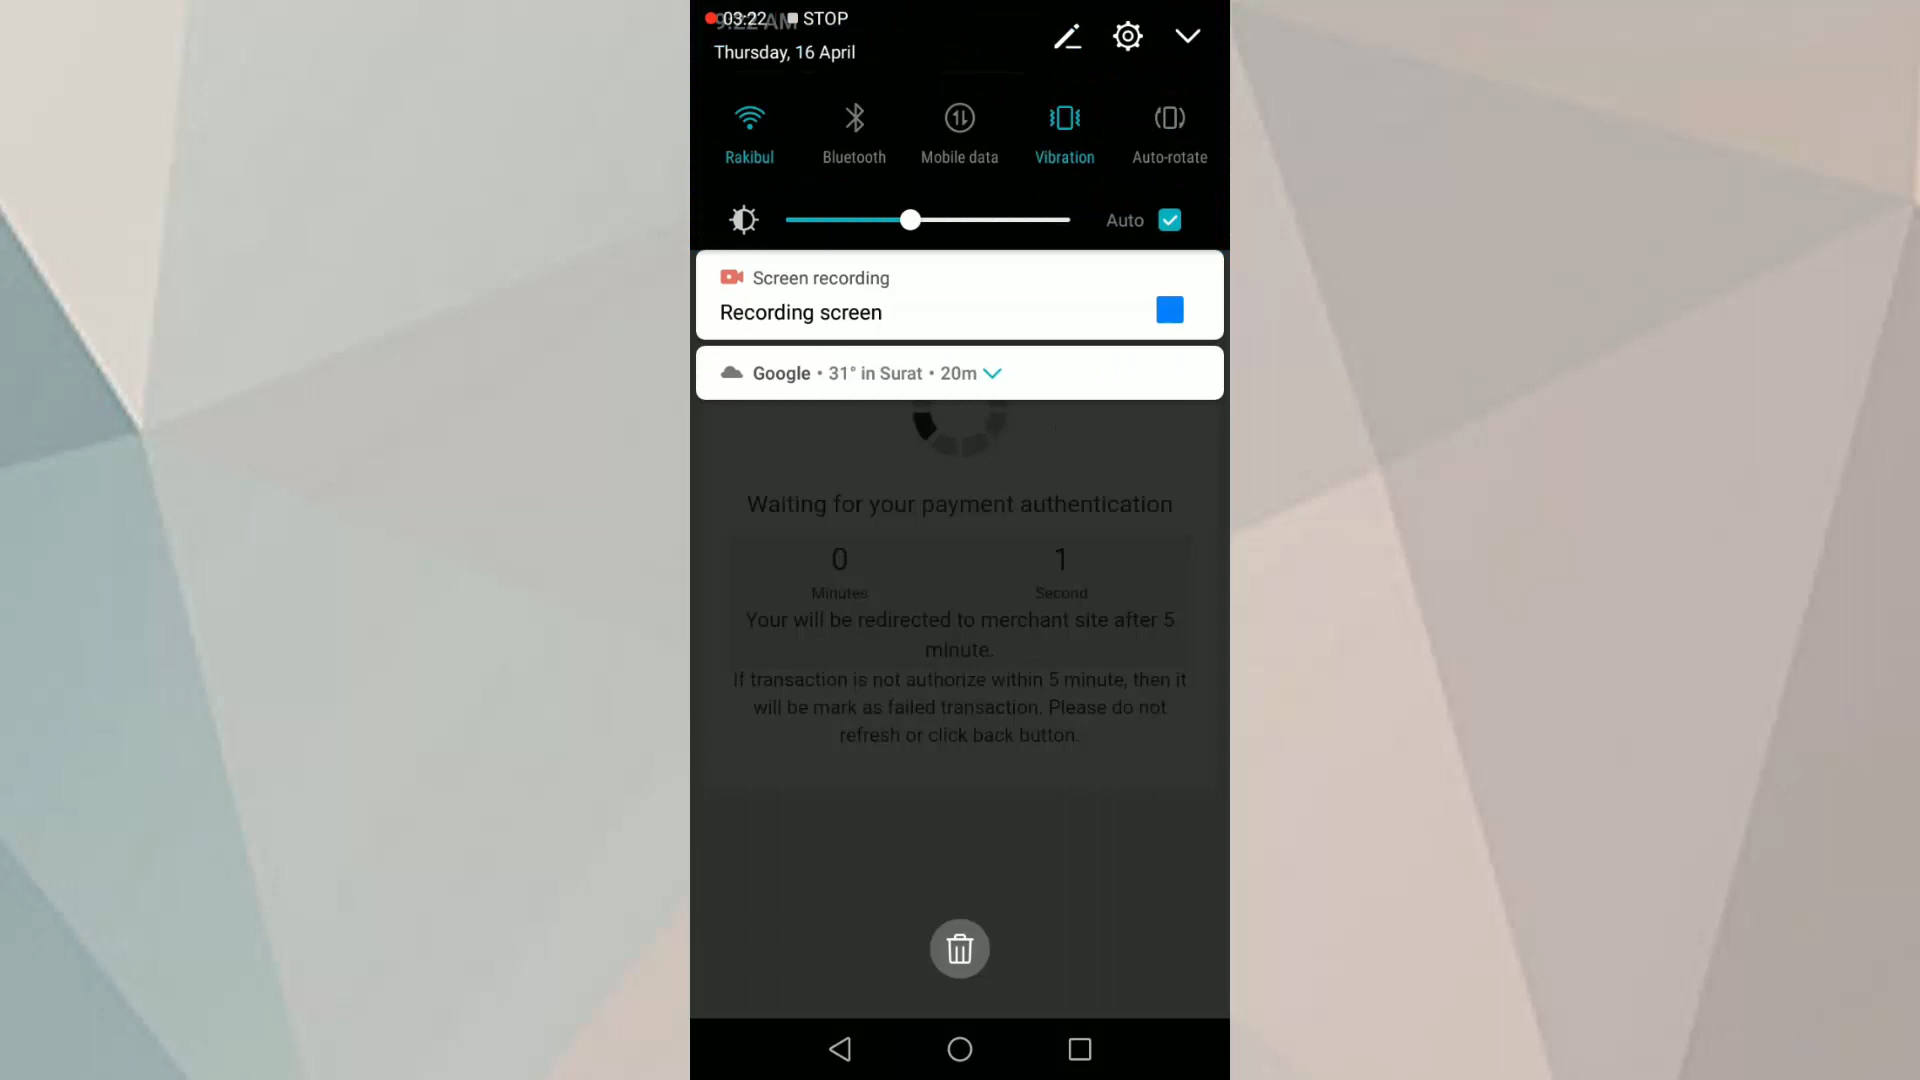 03:22 STOP
9:22 AM
Thursday, 16 April
Rakibul Bluetooth Mobile data Vibration Auto-rotate
Auto
Screen recording
Recording screen
Google • 31° in Surat • 20m
Waiting for your payment authentication
0 1
Minutes Second
Your will be redirected to merchant site after 5
minute.
If transaction is not authorize within 5 minute, then it
will be mark as failed transaction. Please do not
refresh or click back button.